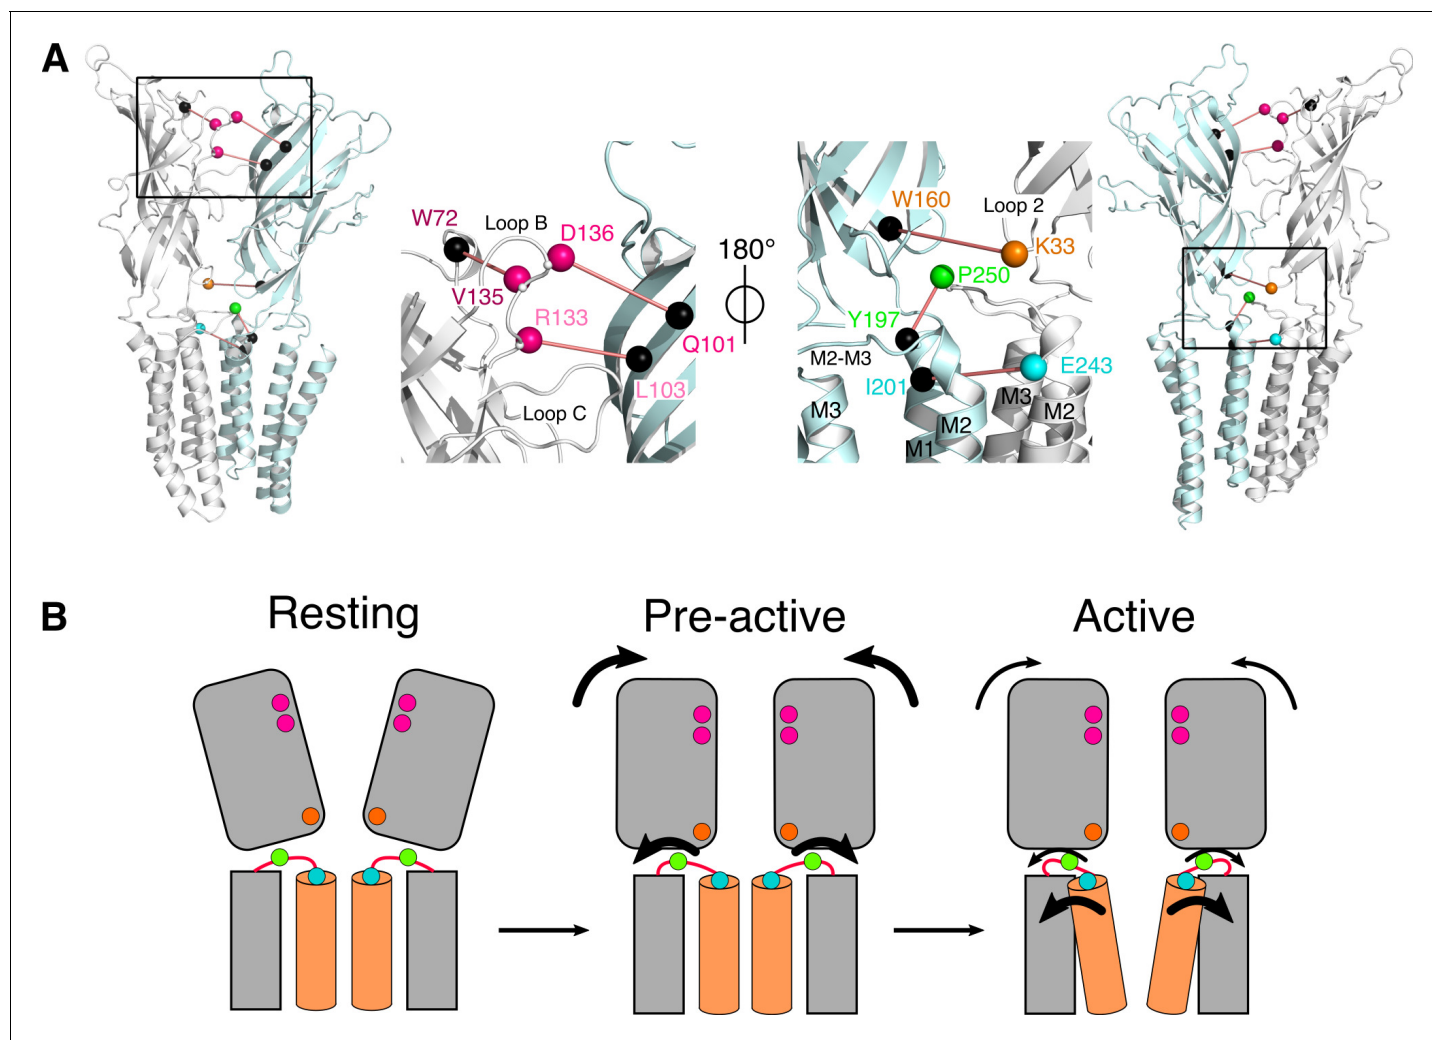 A
W72
Loop B
D136
V135
R133
Q101
L103
Loop C
180°
W160
Loop 2
K33
P250
Y197
M2-M3
I201
E243
M3
M3
M2
M2
M1
B
Resting
Pre-active
Active